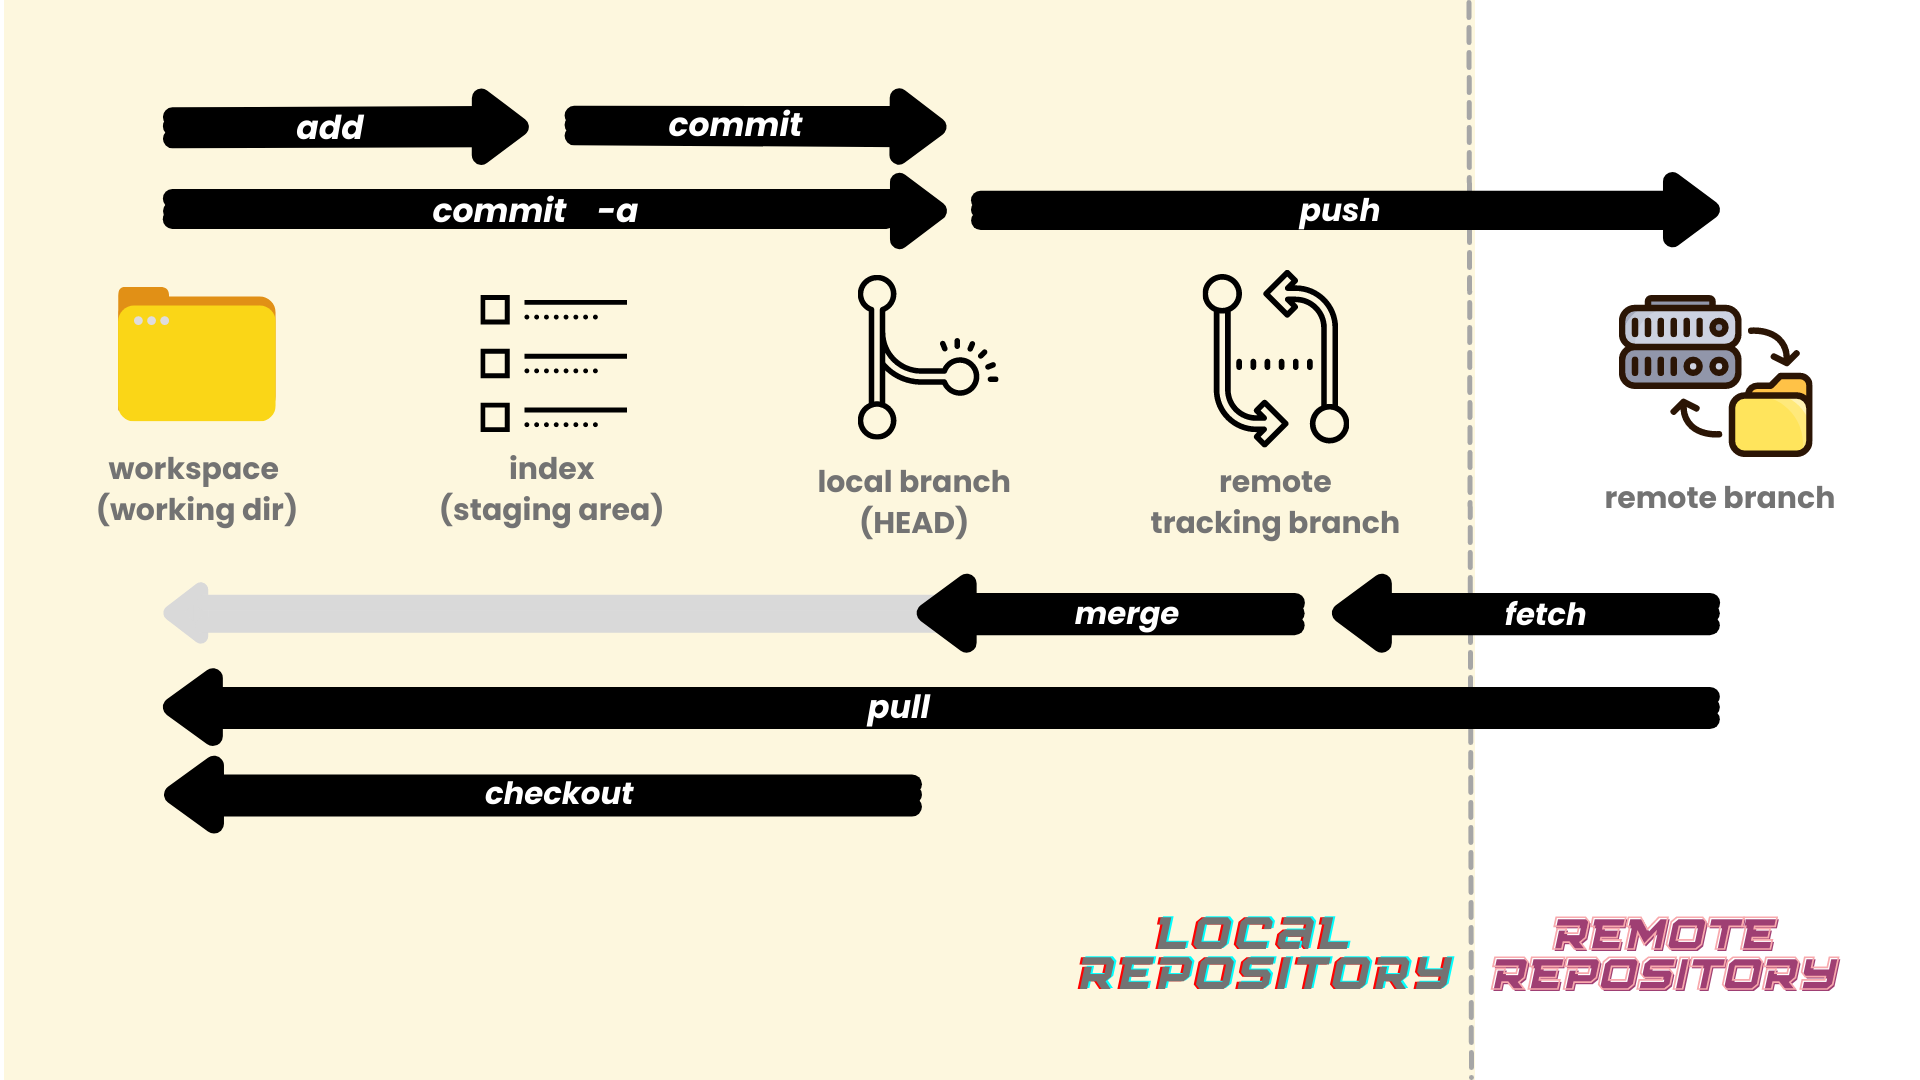 add
commit
commit -a
push
workspace
(working dir)
index
(staging area)
local branch
(HEAD)
remote
tracking branch
remote branch
merge
fetch
pull
checkout
LOCaL
REPOSITORY
REMOTE
REPOSITORY